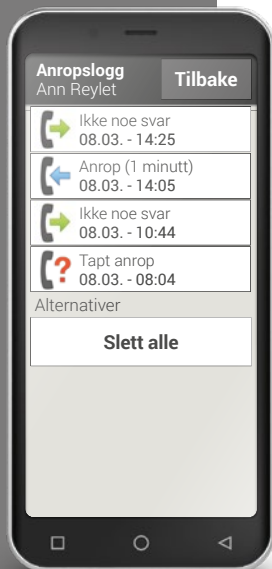 Anropslogg
Ann Reylet
Tilbake
Ikke noe svar
08.03. - 14:25
Anrop (1 minutt)
08.03. - 14:05
Ikke noe svar
08.03. - 10:44
Tapt anrop
08.03. - 08:04
Alternativer
Slett alle